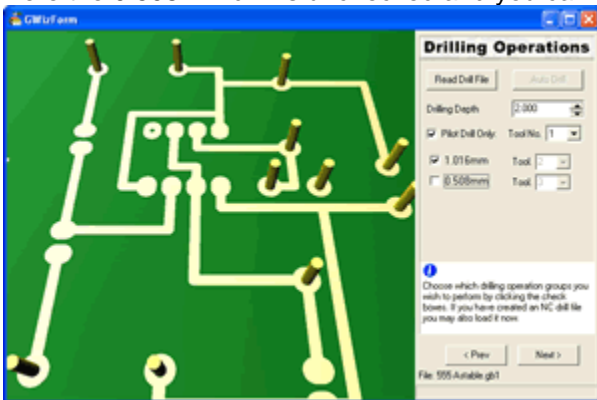 GWizForm
Drilling Operations
Read Drill File
Auto Drill
Drilling Depth
2.000
Pilot Drill Only
Tool No.
1
1.016mm
Tool
2
0.508mm
Tool
3
Choose which drilling operation groups you
wish to perform by clicking the check
boxes. If you have created an NC drill file
you may also load it now
< Prev
Next >
File: 555-Astable.gb1